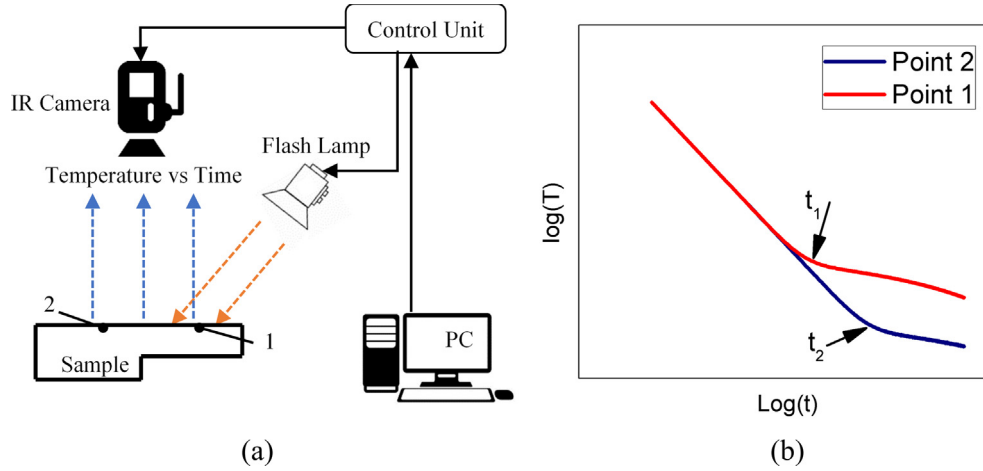 Control Unit
IR Camera
Flash Lamp
Temperature vs Time
2
1
Sample
PC
(a)
Point 2
Point 1
log(T)
t₁
t₂
Log(t)
(b)